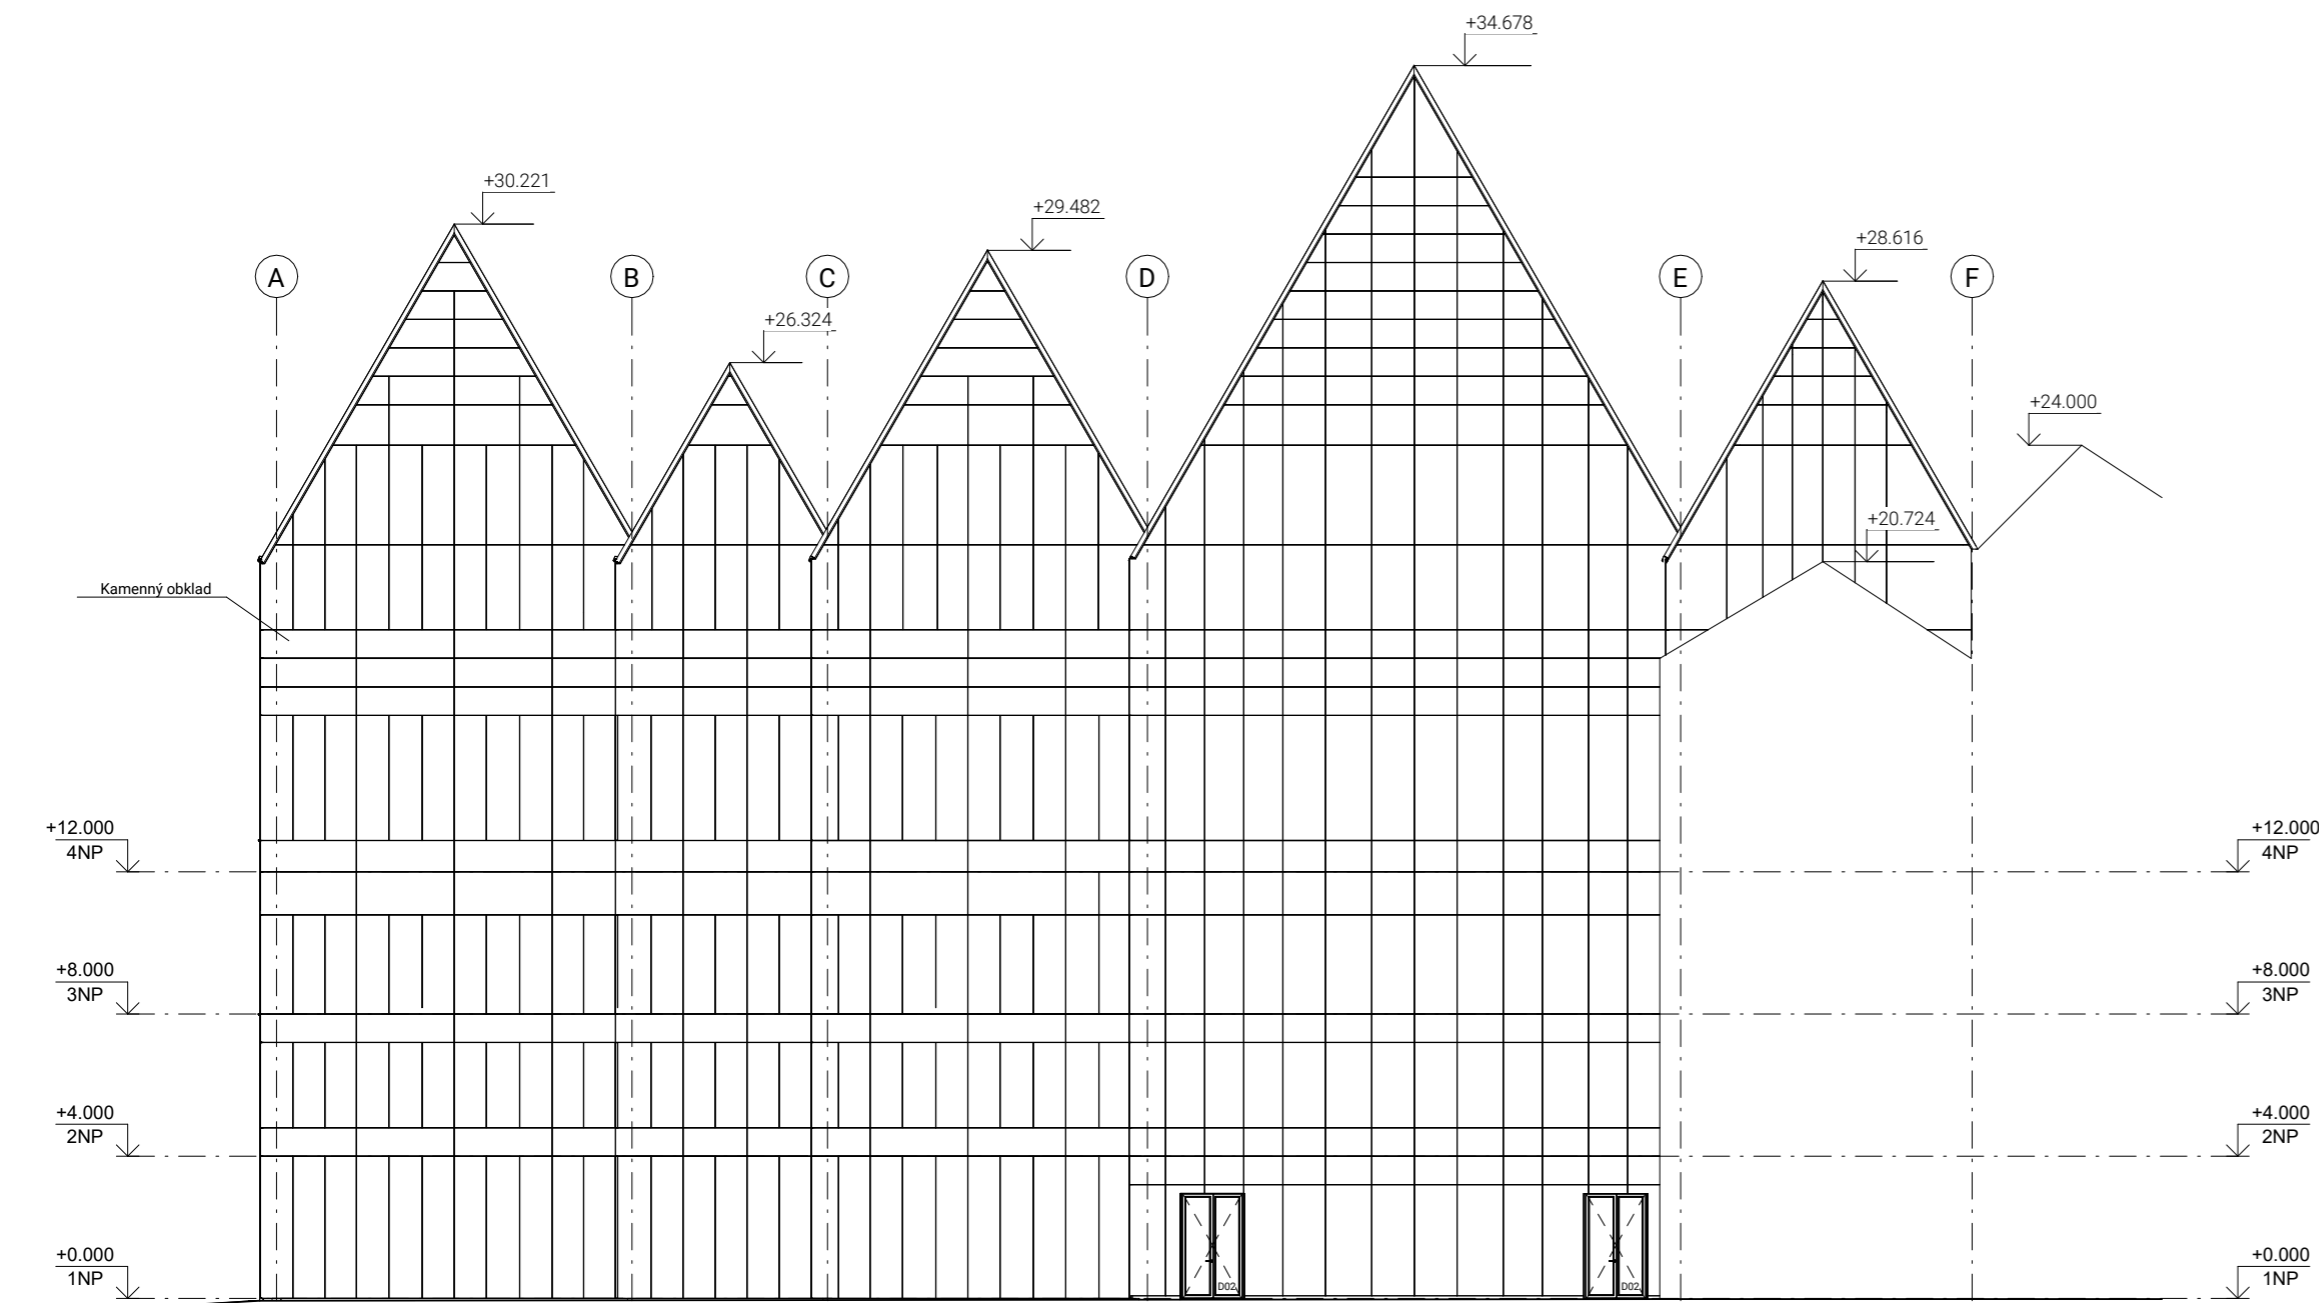 +34.678
+30.221
+29.482
+28.616
A
B
C
D
E
F
+26.324
+24.000
+20.724
Kamenný obklad
+12.000
4NP
+12.000
4NP
+8.000
3NP
+8.000
3NP
+4.000
2NP
+4.000
2NP
+0.000
1NP
D02
D02
+0.000
1NP